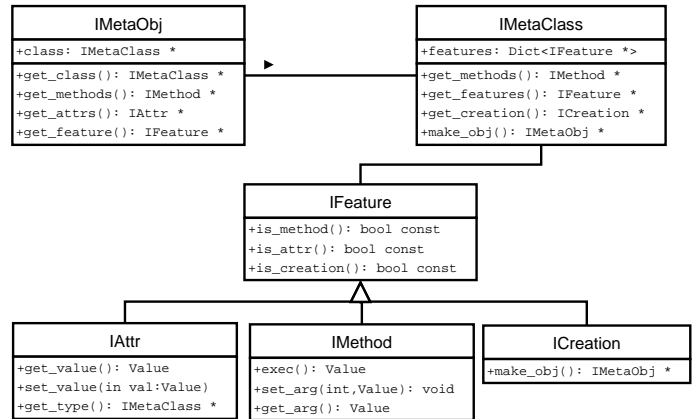 IMetaObj
+class: IMetaClass *
+get_class(): IMetaClass *
+get_methods(): IMethod *
+get_attrs(): IAttr *
+get_feature(): IFeature *
IMetaClass
+features: Dict<IFeature *>
+get_methods(): IMethod *
+get_features(): IFeature *
+get_creation(): ICreation *
+make_obj(): IMetaObj *
IFeature
+is_method(): bool const
+is_attr(): bool const
+is_creation(): bool const
IAttr
+get_value(): Value
+set_value(in val:Value)
+get_type(): IMetaClass *
IMethod
+exec(): Value
+set_arg(int,Value): void
+get_arg(): Value
ICreation
+make_obj(): IMetaObj *